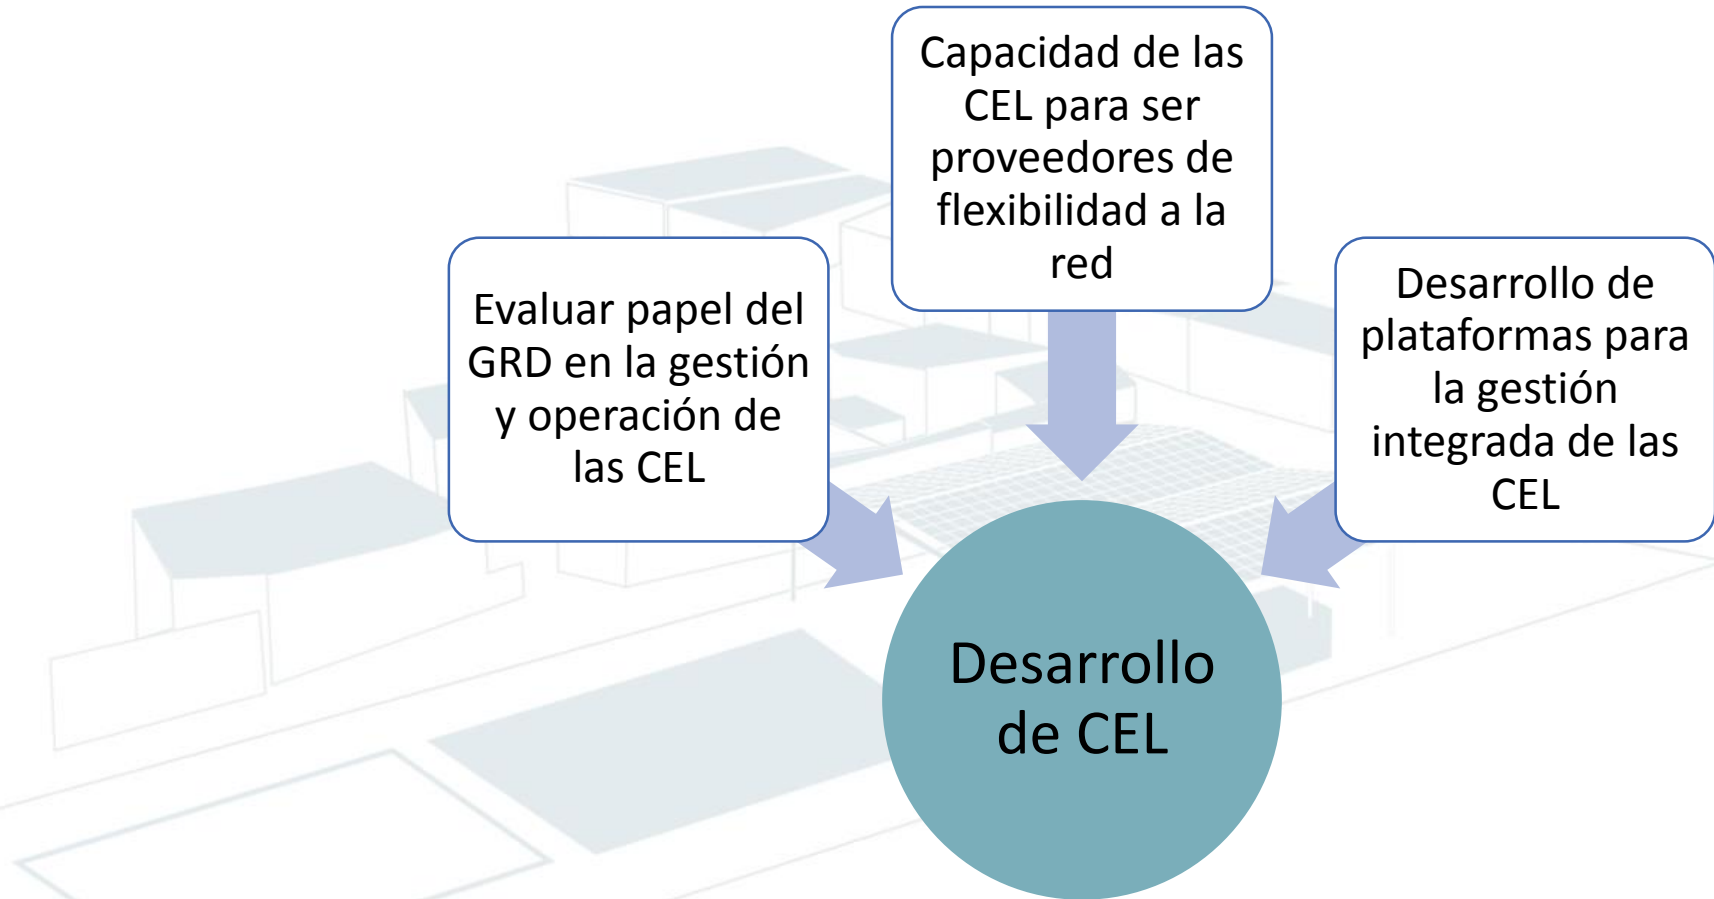 Evaluar papel del
GRD en la gestión
y operación de
las CEL
Capacidad de las
CEL para ser
proveedores de
flexibilidad a la
red
Desarrollo de
plataformas para
la gestión
integrada de las
CEL
Desarrollo
de CEL